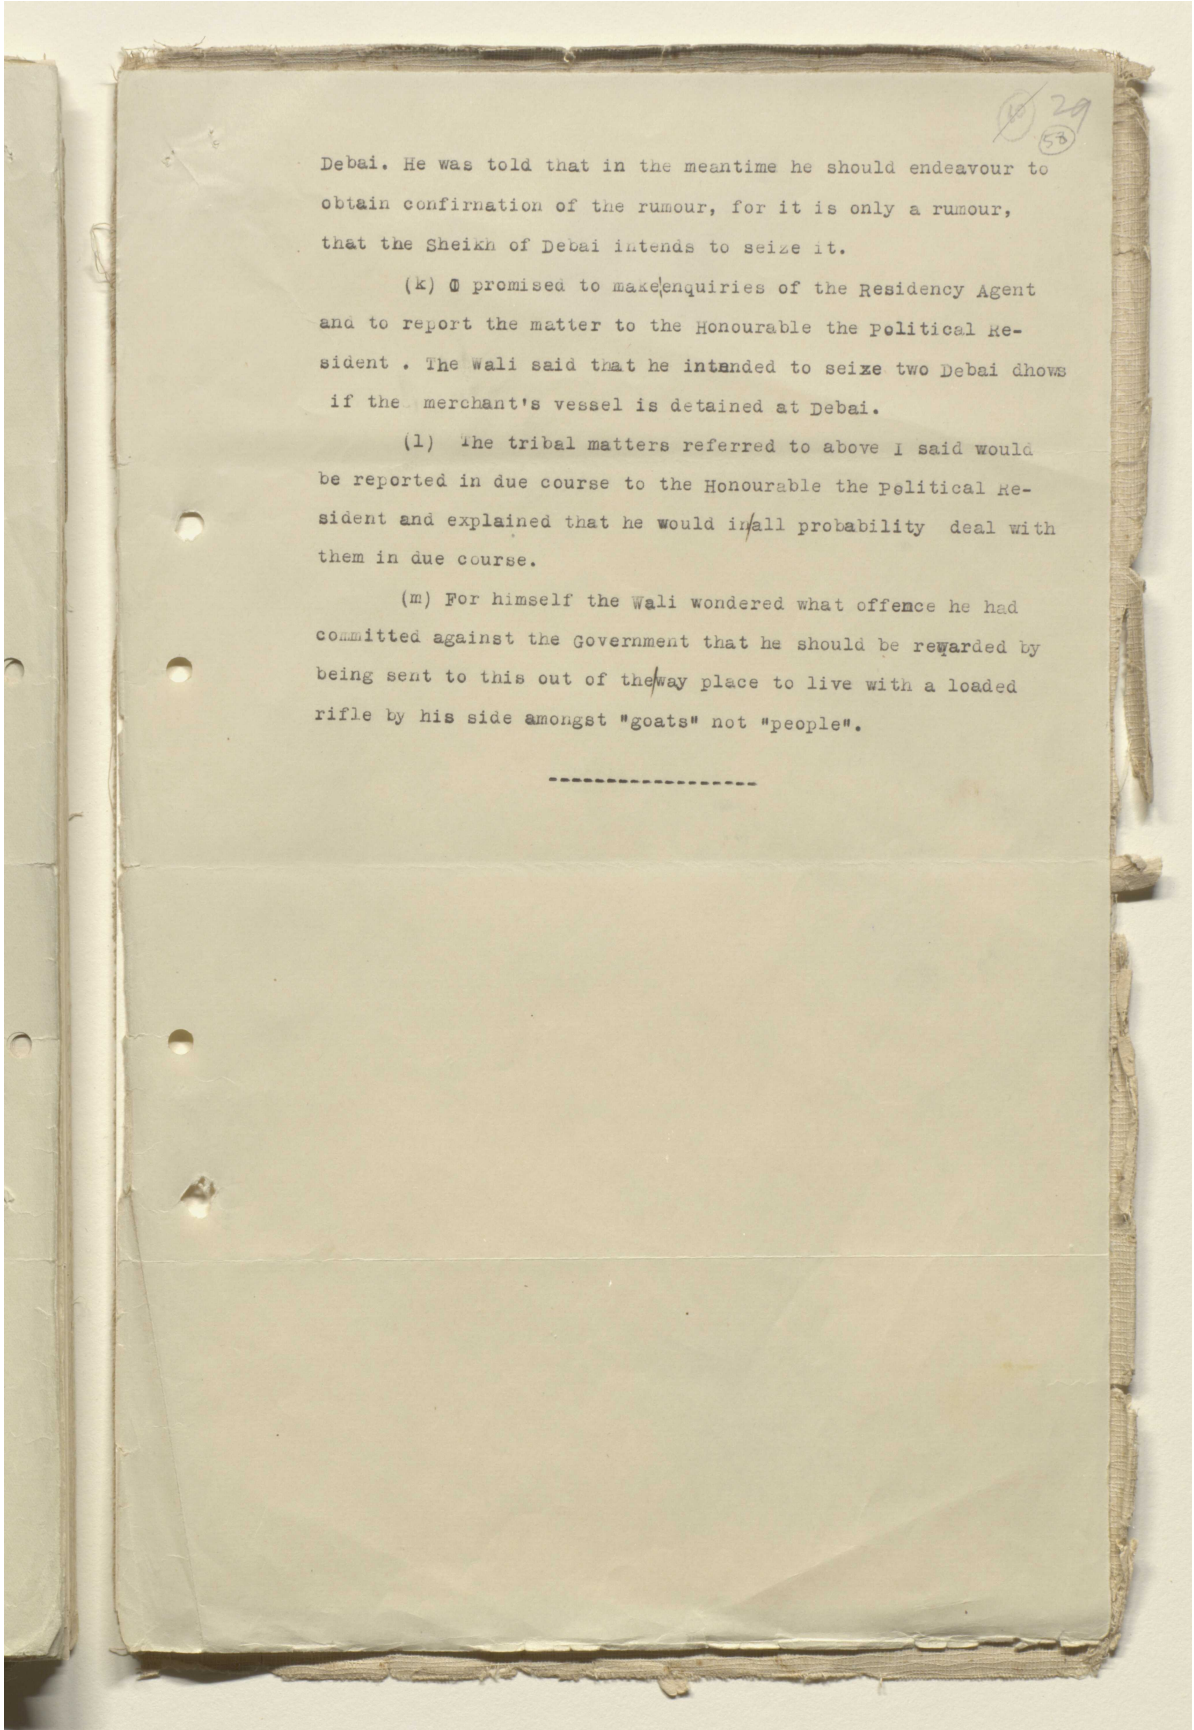 29
58
Debai. He was told that in the meantime he should endeavour to
obtain confirnation of the rumour, for it is only a rumour,
that the Sheikh of Debai intends to seize it.
(k) I promised to make enquiries of the Residency Agent
and to report the matter to the Honourable the Political Re-
sident . The Wali said that he intended to seize two Debai dhows
if the merchant's vessel is detained at Debai.
(l) The tribal matters referred to above I said would
be reported in due course to the Honourable the Political Re-
sident and explained that he would in/all probability deal with
them in due course.
(m) For himself the Wali wondered what offence he had
committed against the Government that he should be rewarded by
being sent to this out of the/way place to live with a loaded
rifle by his side amongst "goats" not "people".
------------------